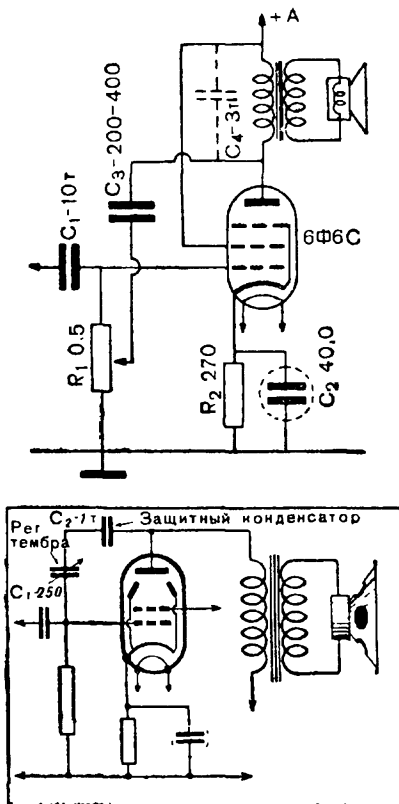 + А
C₃-200-400
C₄-3т
C₁-10т
6Ф6С
R₁ 0.5
R₂ 270
C₂ 40,0
C₂-1т
Защитный конденсатор
Рег
тембра
C₁-250